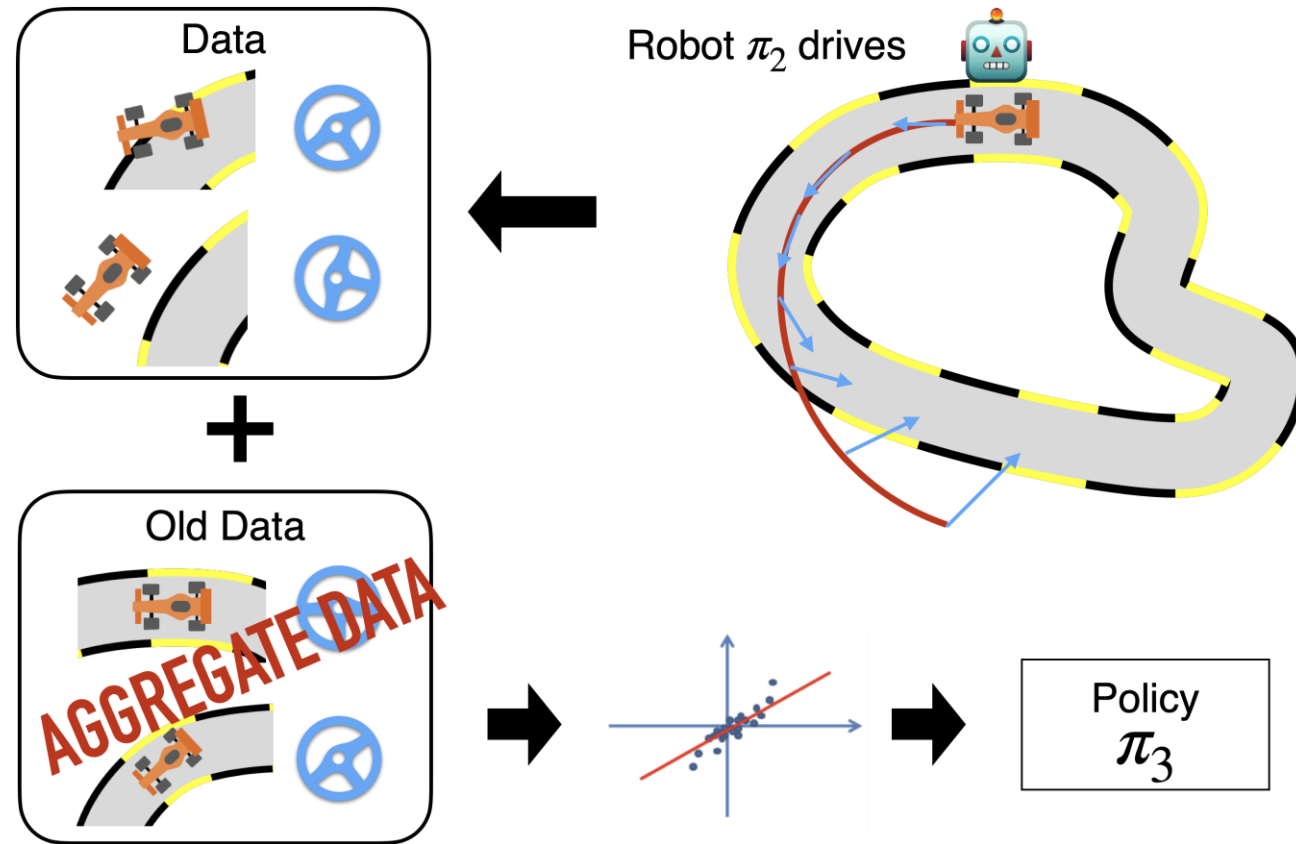 Data
Robot π₂ drives
Old Data
AGGREGATE DATA
Policy
π₃